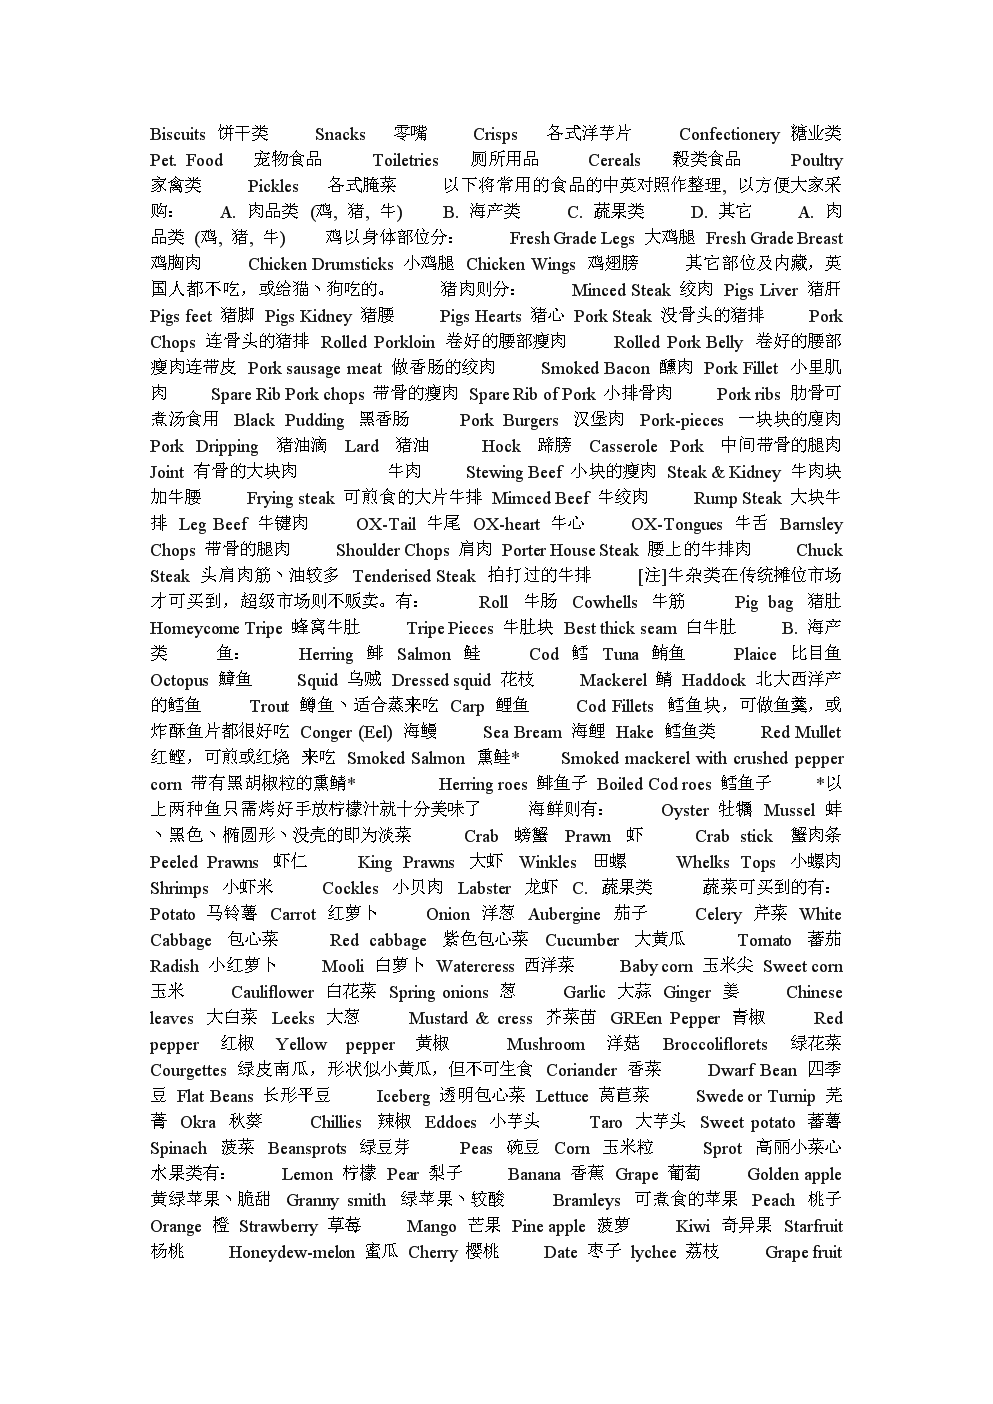 Biscuits 饼干类 Snacks 零嘴 Crisps 各式洋芋片 Confectionery 糖业类
Pet. Food 宠物食品 Toiletries 厕所用品 Cereals 榖类食品 Poultry
家禽类 Pickles 各式腌菜 以下将常用的食品的中英对照作整理, 以方便大家采
购: A. 肉品类 (鸡, 猪, 牛) B. 海产类 C. 蔬果类 D. 其它 A. 肉
品类 (鸡, 猪, 牛) 鸡以身体部位分: Fresh Grade Legs 大鸡腿 Fresh Grade Breast
鸡胸肉 Chicken Drumsticks 小鸡腿 Chicken Wings 鸡翅膀 其它部位及内藏，英
国人都不吃，或给猫丶狗吃的。 猪肉则分: Minced Steak 绞肉 Pigs Liver 猪肝
Pigs feet 猪脚 Pigs Kidney 猪腰 Pigs Hearts 猪心 Pork Steak 没骨头的猪排 Pork
Chops 连骨头的猪排 Rolled Porkloin 卷好的腰部瘦肉 Rolled Pork Belly 卷好的腰部
瘦肉连带皮 Pork sausage meat 做香肠的绞肉 Smoked Bacon 醺肉 Pork Fillet 小里肌
肉 Spare Rib Pork chops 带骨的瘦肉 Spare Rib of Pork 小排骨肉 Pork ribs 肋骨可
煮汤食用 Black Pudding 黑香肠 Pork Burgers 汉堡肉 Pork-pieces 一块块的廋肉
Pork Dripping 猪油滴 Lard 猪油 Hock 蹄膀 Casserole Pork 中间带骨的腿肉
Joint 有骨的大块肉 牛肉 Stewing Beef 小块的瘦肉 Steak & Kidney 牛肉块
加牛腰 Frying steak 可煎食的大片牛排 Mimced Beef 牛绞肉 Rump Steak 大块牛
排 Leg Beef 牛键肉 OX-Tail 牛尾 OX-heart 牛心 OX-Tongues 牛舌 Barnsley
Chops 带骨的腿肉 Shoulder Chops 肩肉 Porter House Steak 腰上的牛排肉 Chuck
Steak 头肩肉筋丶油较多 Tenderised Steak 拍打过的牛排 [注]牛杂类在传统摊位市场
才可买到，超级市场则不贩卖。有: Roll 牛肠 Cowhells 牛筋 Pig bag 猪肚
Homeycome Tripe 蜂窝牛肚 Tripe Pieces 牛肚块 Best thick seam 白牛肚 B. 海产
类 鱼: Herring 鲱 Salmon 鲑 Cod 鳕 Tuna 鲔鱼 Plaice 比目鱼
Octopus 鱆鱼 Squid 乌贼 Dressed squid 花枝 Mackerel 鲭 Haddock 北大西洋产
的鳕鱼 Trout 鳟鱼丶适合蒸来吃 Carp 鲤鱼 Cod Fillets 鳕鱼块，可做鱼羹，或
炸酥鱼片都很好吃 Conger (Eel) 海鳗 Sea Bream 海鲤 Hake 鳕鱼类 Red Mullet
红鲣，可煎或红烧 来吃 Smoked Salmon 熏鲑* Smoked mackerel with crushed pepper
corn 带有黑胡椒粒的熏鲭* Herring roes 鲱鱼子 Boiled Cod roes 鳕鱼子 *以
上两种鱼只需烤好手放柠檬汁就十分美味了 海鲜则有: Oyster 牡犡 Mussel 蚌
丶黑色丶椭圆形丶没壳的即为淡菜 Crab 螃蟹 Prawn 虾 Crab stick 蟹肉条
Peeled Prawns 虾仁 King Prawns 大虾 Winkles 田螺 Whelks Tops 小螺肉
Shrimps 小虾米 Cockles 小贝肉 Labster 龙虾 C. 蔬果类 蔬菜可买到的有:
Potato 马铃薯 Carrot 红萝卜 Onion 洋葱 Aubergine 茄子 Celery 芹菜 White
Cabbage 包心菜 Red cabbage 紫色包心菜 Cucumber 大黄瓜 Tomato 蕃茄
Radish 小红萝卜 Mooli 白萝卜 Watercress 西洋菜 Baby corn 玉米尖 Sweet corn
玉米 Cauliflower 白花菜 Spring onions 葱 Garlic 大蒜 Ginger 姜 Chinese
leaves 大白菜 Leeks 大葱 Mustard & cress 芥菜苗 GREen Pepper 青椒 Red
pepper 红椒 Yellow pepper 黄椒 Mushroom 洋菇 Broccoliflorets 绿花菜
Courgettes 绿皮南瓜，形状似小黄瓜，但不可生食 Coriander 香菜 Dwarf Bean 四季
豆 Flat Beans 长形平豆 Iceberg 透明包心菜 Lettuce 莴苣菜 Swede or Turnip 芜
菁 Okra 秋葵 Chillies 辣椒 Eddoes 小芋头 Taro 大芋头 Sweet potato 蕃薯
Spinach 菠菜 Beansprots 绿豆芽 Peas 碗豆 Corn 玉米粒 Sprot 高丽小菜心
水果类有: Lemon 柠檬 Pear 梨子 Banana 香蕉 Grape 葡萄 Golden apple
黄绿苹果丶脆甜 Granny smith 绿苹果丶较酸 Bramleys 可煮食的苹果 Peach 桃子
Orange 橙 Strawberry 草莓 Mango 芒果 Pine apple 菠萝 Kiwi 奇异果 Starfruit
杨桃 Honeydew-melon 蜜瓜 Cherry 樱桃 Date 枣子 lychee 荔枝 Grape fruit